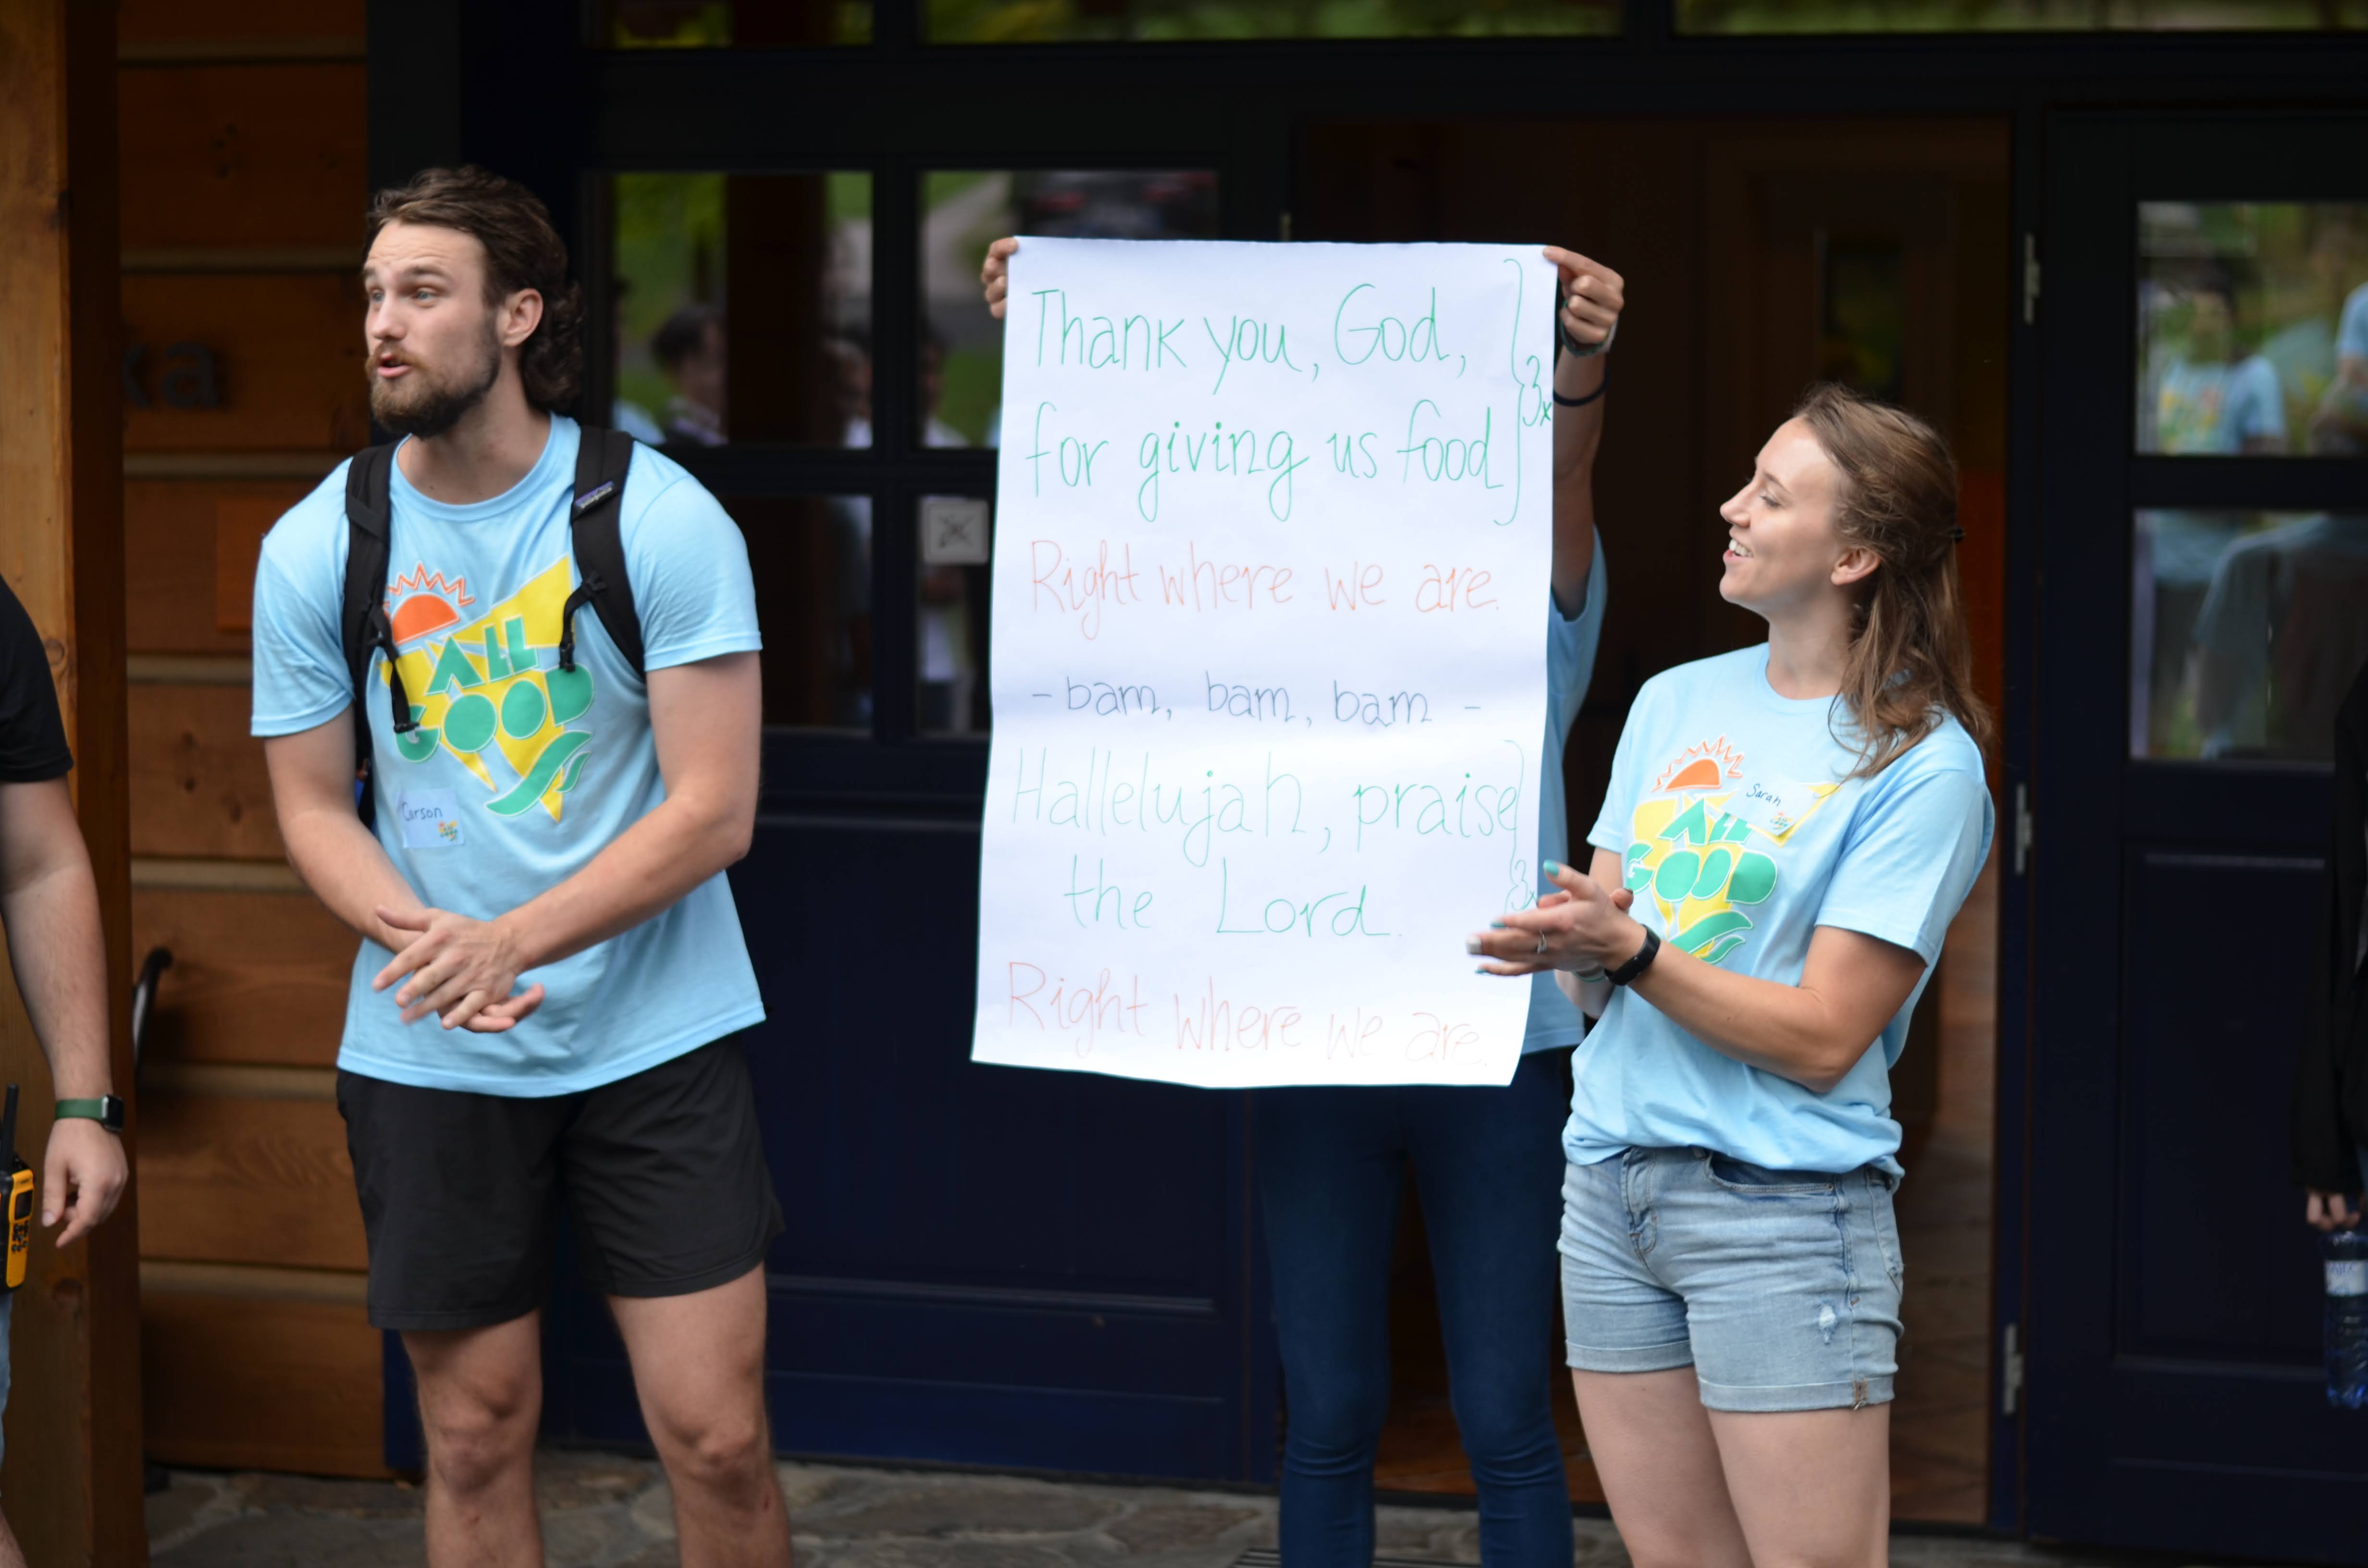 Thank you, God,
for giving us food
3x
Right where we are.
- bam, bam, bam -
Hallelujah, praise
the Lord.
3x
Right where we are.
ALL
GOOD
Carson
Sarah
ALL
GOOD
ka